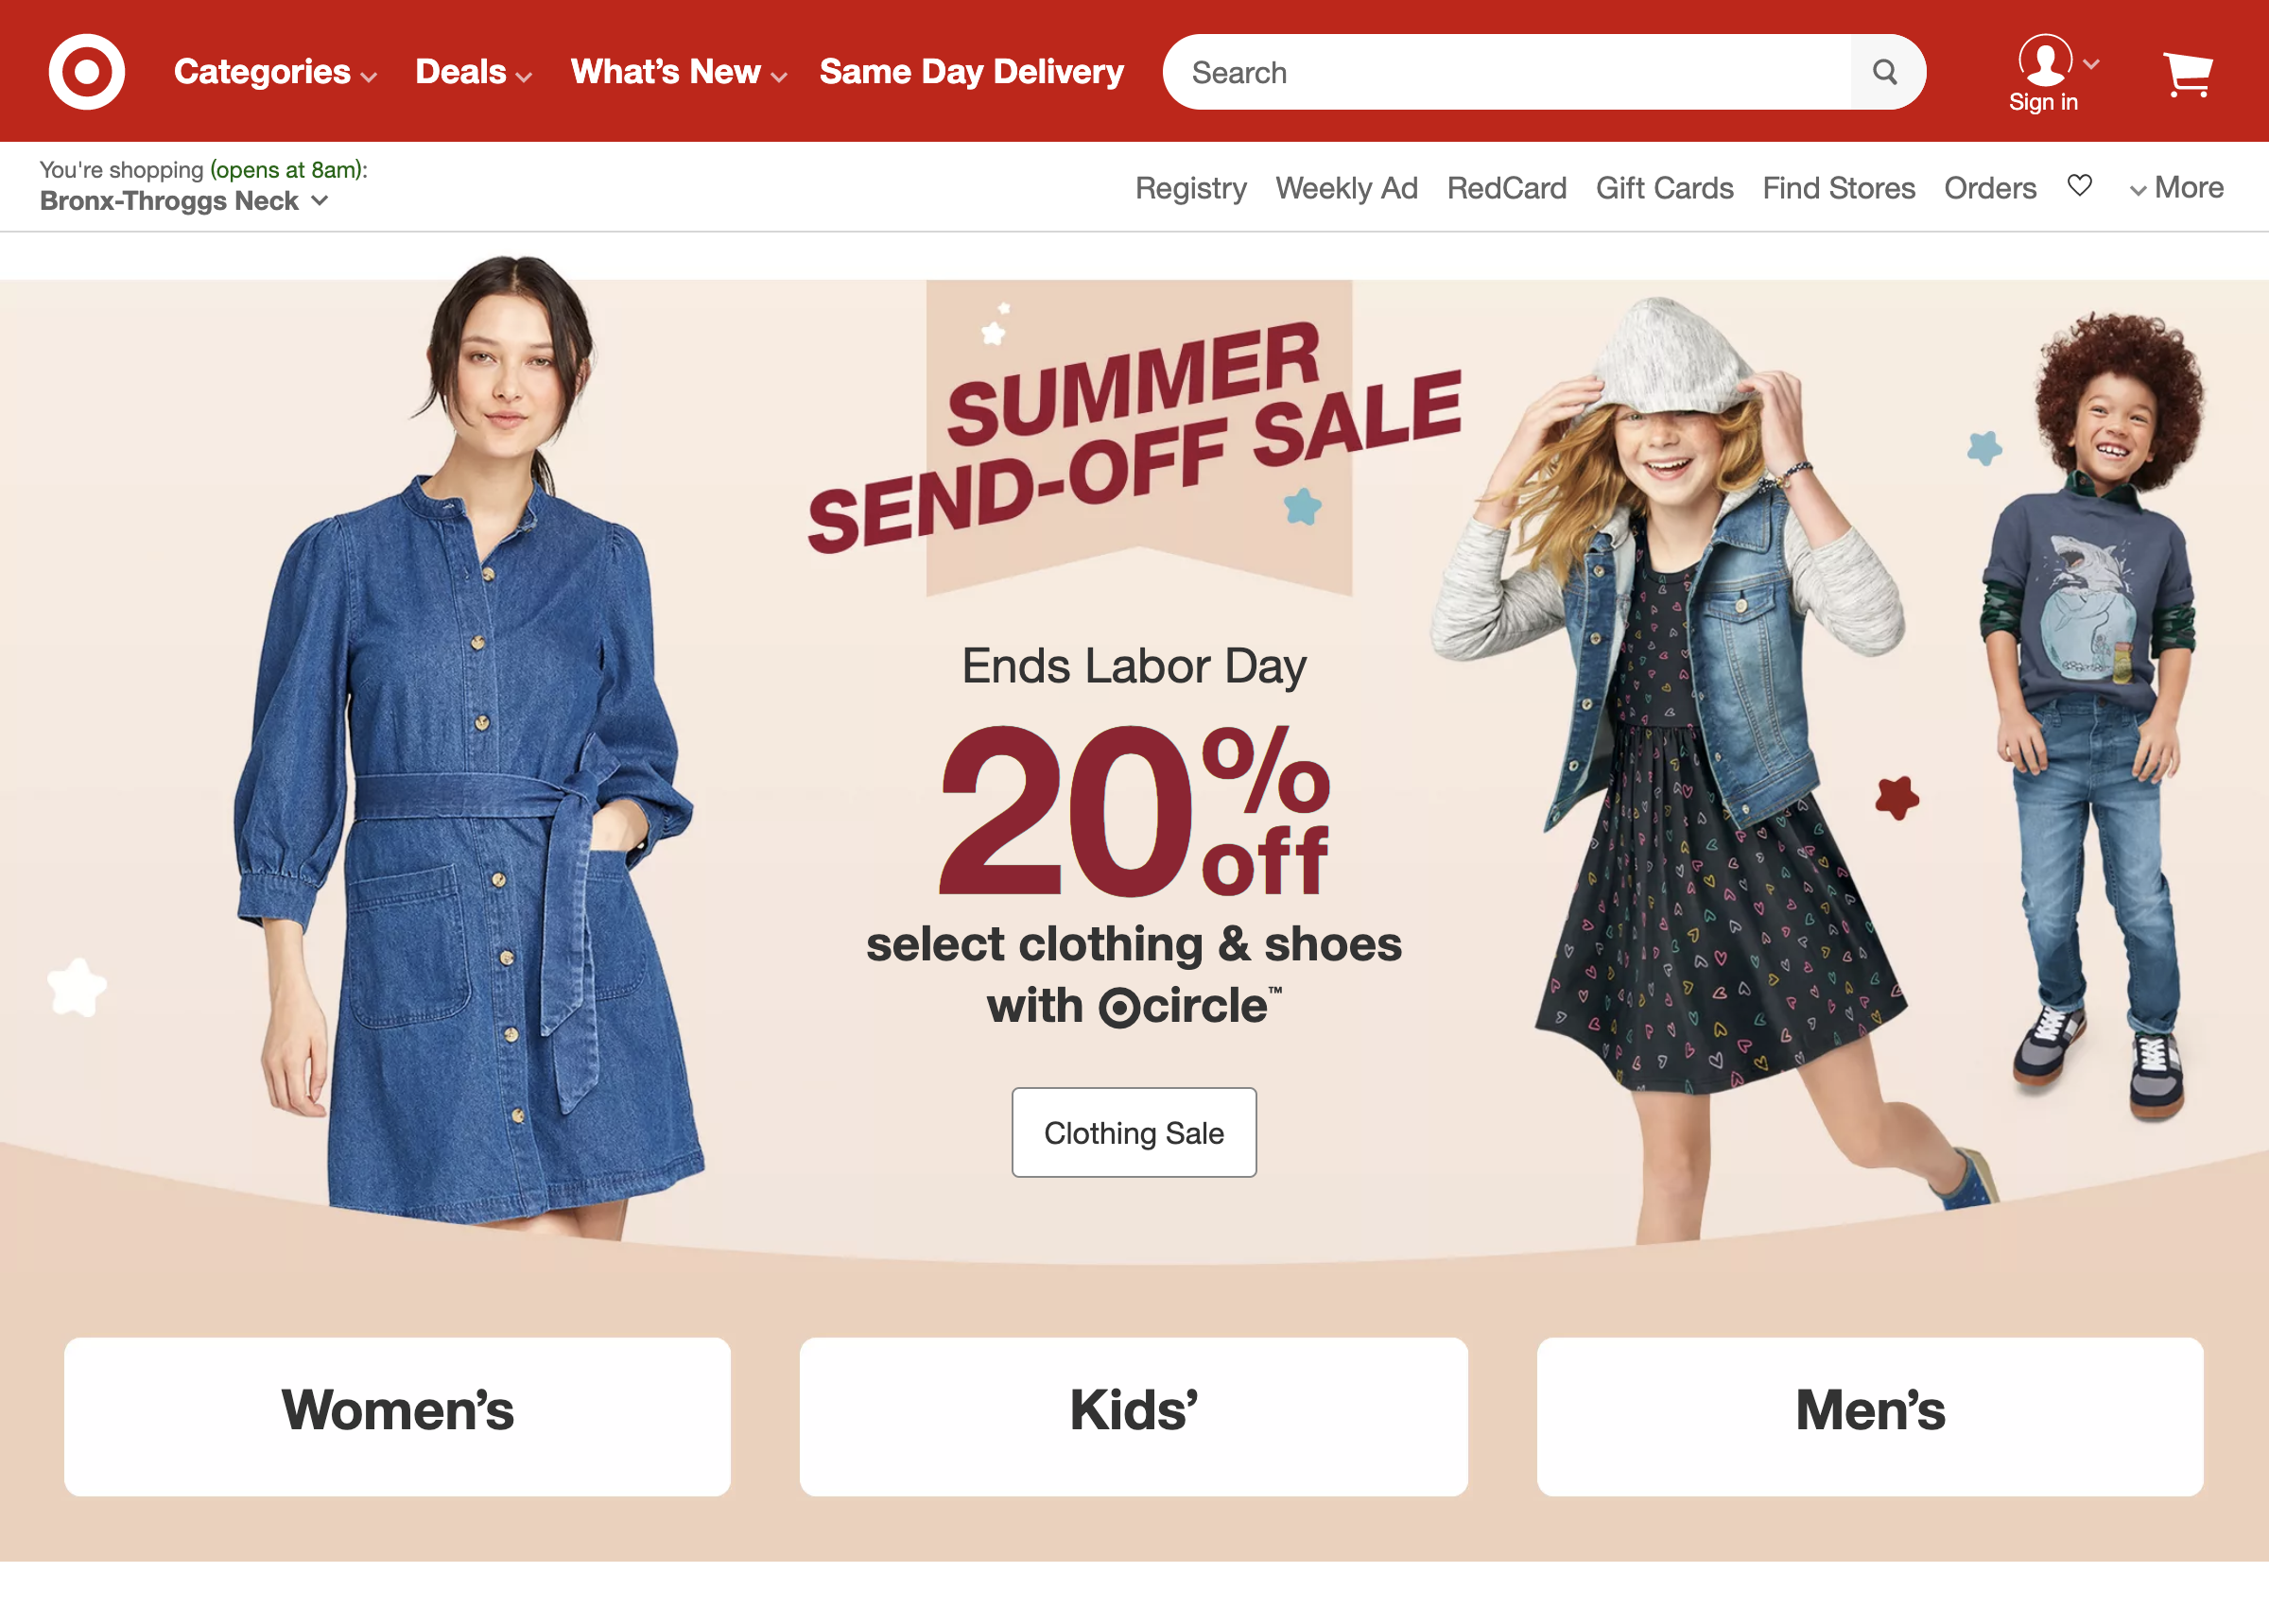 Categories
Deals
What’s New
Same Day Delivery
Search
Sign in
You're shopping (opens at 8am):
Bronx-Throggs Neck
Registry
Weekly Ad
RedCard
Gift Cards
Find Stores
Orders
More
SUMMER
SEND-OFF SALE
Ends Labor Day
20% off
select clothing & shoes
with circle™
Clothing Sale
Women’s
Kids’
Men’s